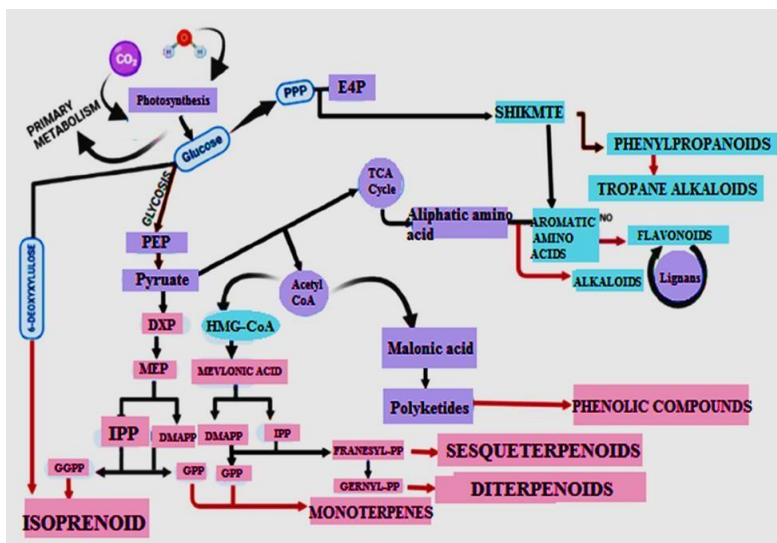 CO₂
H
O
H
Photosynthesis
PRIMARY
METABOLISM
Glucose
PPP
E4P
SHIKMTE
PHENYLPROPANOIDS
TROPANE ALKALOIDS
GLYCOSIS
TCA
Cycle
Aliphatic amino
acid
AROMATIC
AMINO
ACIDS
NO
FLAVONOIDS
ALKALOIDS
Lignans
6-DEOXYXYLULOSE
PEP
Pyruate
Acetyl
CoA
DXP
HMG-CoA
Malonic acid
MEP
MEVLONIC ACID
Polyketides
PHENOLIC COMPOUNDS
IPP
DMAPP
DMAPP
IPP
FRANESYL-PP
SESQUETERPENOIDS
GGPP
GPP
GPP
GERNYL-PP
DITERPENOIDS
ISOPRENOID
MONOTERPENES